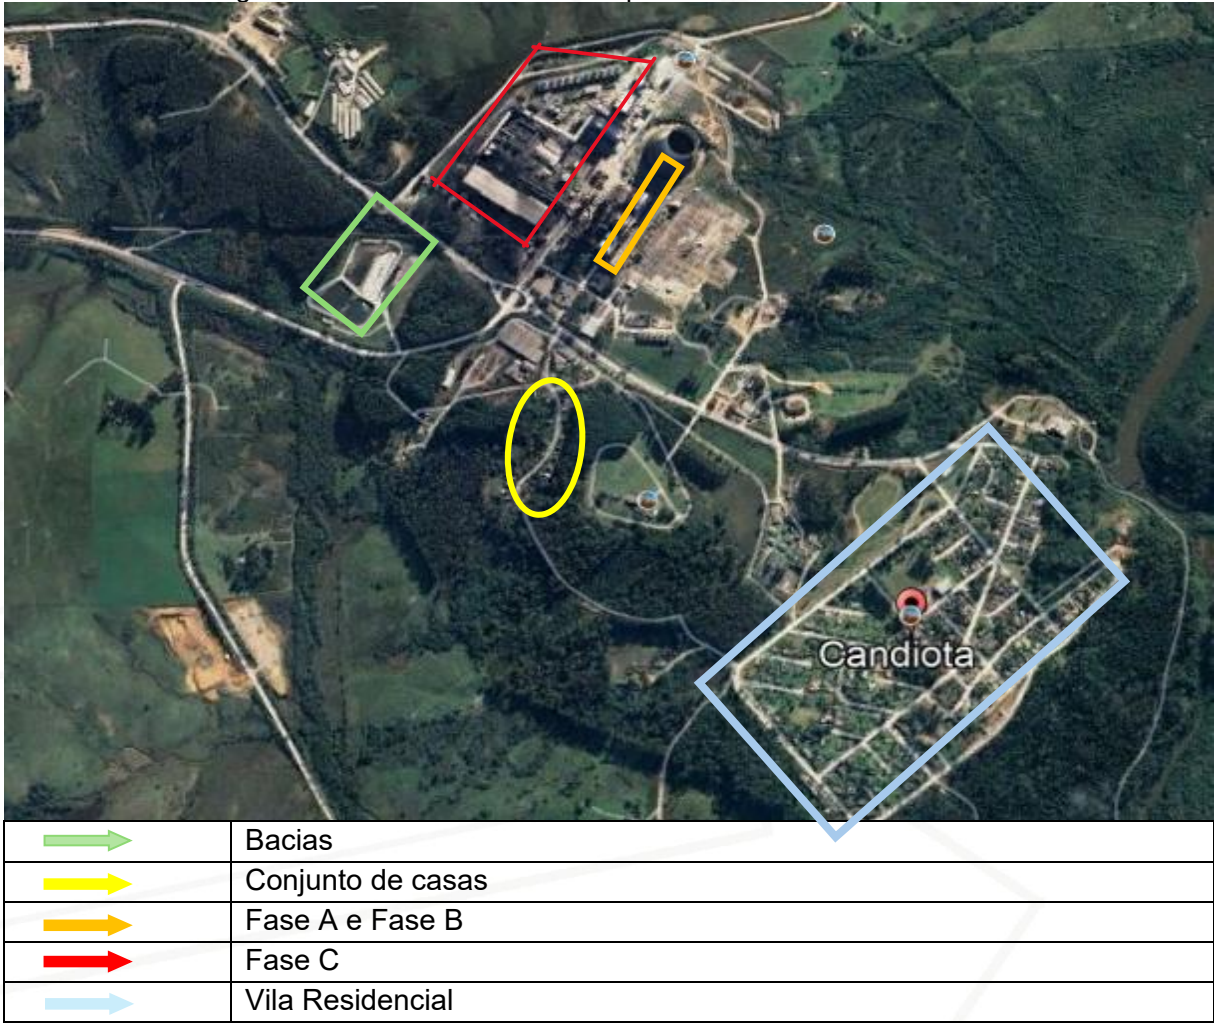 Candiota
Bacias
Conjunto de casas
Fase A e Fase B
Fase C
Vila Residencial